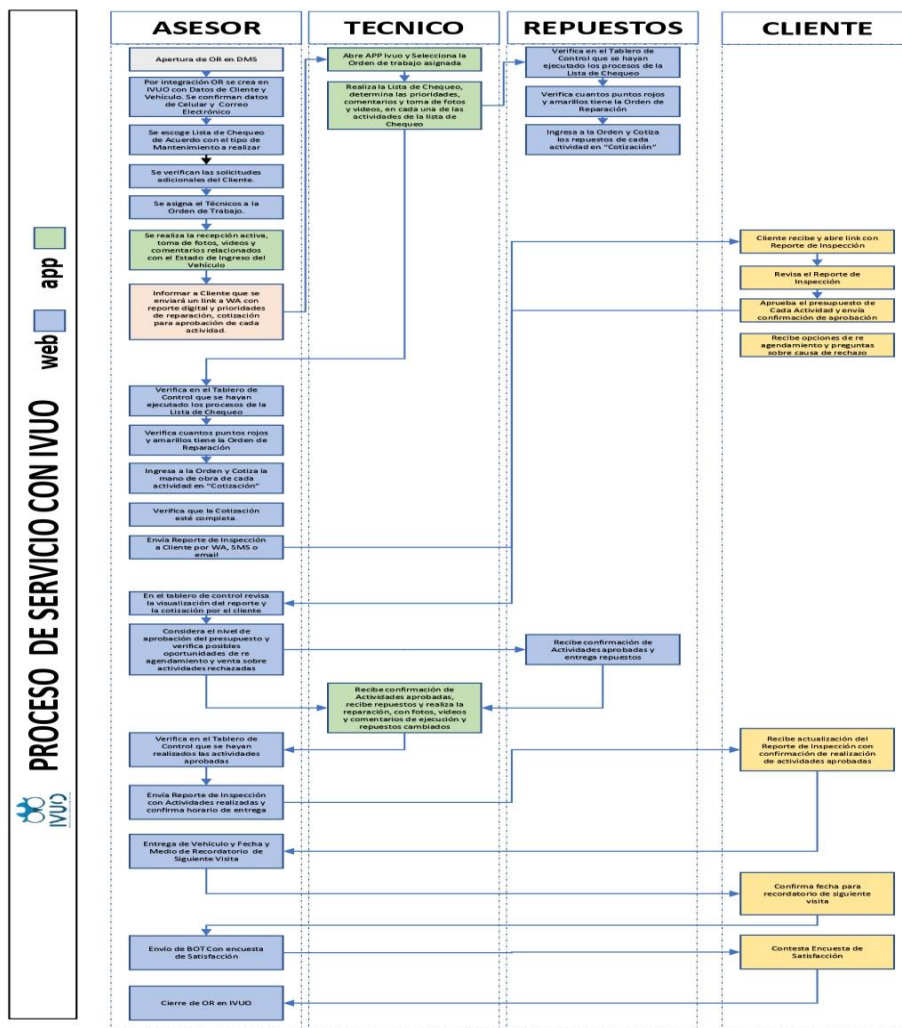 PROCESO DE SERVICIO CON IVUO
web
app
IVUO
ASESOR
TECNICO
REPUESTOS
CLIENTE
Apertura de OR en DMS
Por integración OR se crea en
IVUO con Datos de Cliente y
Vehículo. Se confirman datos
de Celular y Correo
Electrónico
Se escoge Lista de Chequeo
de Acuerdo con el tipo de
Mantenimiento a realizar
Se verifican las solicitudes
adicionales del Cliente.
Se asigna el Técnicos a la
Orden de Trabajo.
Se realiza la recepción activa,
toma de fotos, videos y
comentarios relacionados
con el Estado de Ingreso del
Vehículo
Informar a Cliente que se
enviará un link a WA con
reporte digital y prioridades
de reparación, cotización
para aprobación de cada
actividad.
Abre APP Ivuo y Selecciona la
Orden de trabajo asignada
Realiza la Lista de Chequeo,
determina las prioridades,
comentarios y toma de fotos
y videos, en cada una de las
actividades de la lista de
Chequeo
Verifica en el Tablero de
Control que se hayan
ejecutado los procesos de la
Lista de Chequeo
Verifica cuantos puntos rojos
y amarillos tiene la Orden de
Reparación
Ingresa a la Orden y Cotiza
los repuestos de cada
actividad en "Cotización"
Cliente recibe y abre link con
Reporte de Inspección
Revisa el Reporte de
Inspección
Aprueba el presupuesto de
Cada Actividad y envía
confirmación de aprobación
Recibe opciones de re
agendamiento y preguntas
sobre causa de rechazo
Verifica en el Tablero de
Control que se hayan
ejecutado los procesos de la
Lista de Chequeo
Verifica cuantos puntos rojos
y amarillos tiene la Orden de
Reparación
Ingresa a la Orden y Cotiza la
mano de obra de cada
actividad en "Cotización"
Verifica que la Cotización
esté completa.
Envía Reporte de Inspección
a Cliente por WA, SMS o
email
En el tablero de control revisa
la visualización del reporte y
la cotización por el cliente
Considera el nivel de
aprobación del presupuesto y
verifica posibles
oportunidades de re
agendamiento y venta sobre
actividades rechazadas
Recibe confirmación de
Actividades aprobadas y
entrega repuestos
Recibe confirmación de
Actividades aprobadas,
recibe repuestos y realiza la
reparación, con fotos, videos
y comentarios de ejecución y
repuestos cambiados
Verifica en el Tablero de
Control que se hayan
realizados las actividades
aprobadas
Envía Reporte de Inspección
con Actividades realizadas y
confirma horario de entrega
Recibe actualización del
Reporte de Inspección con
confirmación de realización
de actividades aprobadas
Entrega de Vehículo y Fecha y
Medio de Recordatorio de
Siguiente Visita
Confirma fecha para
recordatorio de siguiente
visita
Envío de BOT Con encuesta
de Satisfacción
Contesta Encuesta de
Satisfacción
Cierre de OR en IVUO